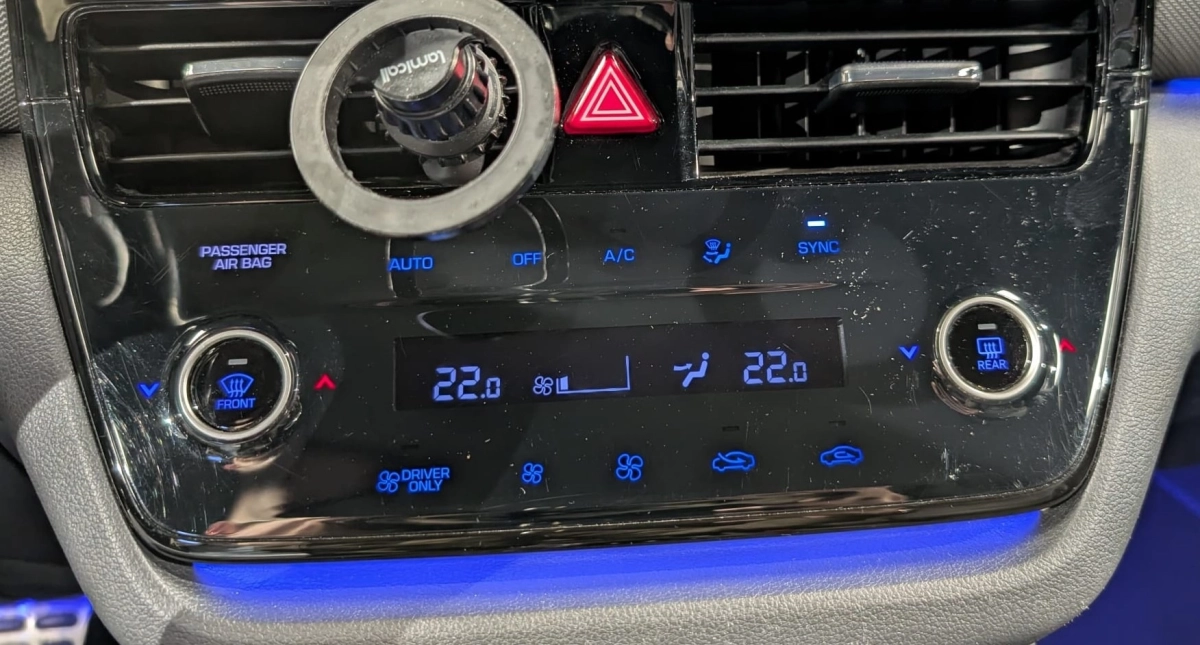 Lamicall
PASSENGER
AIR BAG
AUTO
OFF
A/C
SYNC
22.0
22.0
FRONT
REAR
DRIVER
ONLY